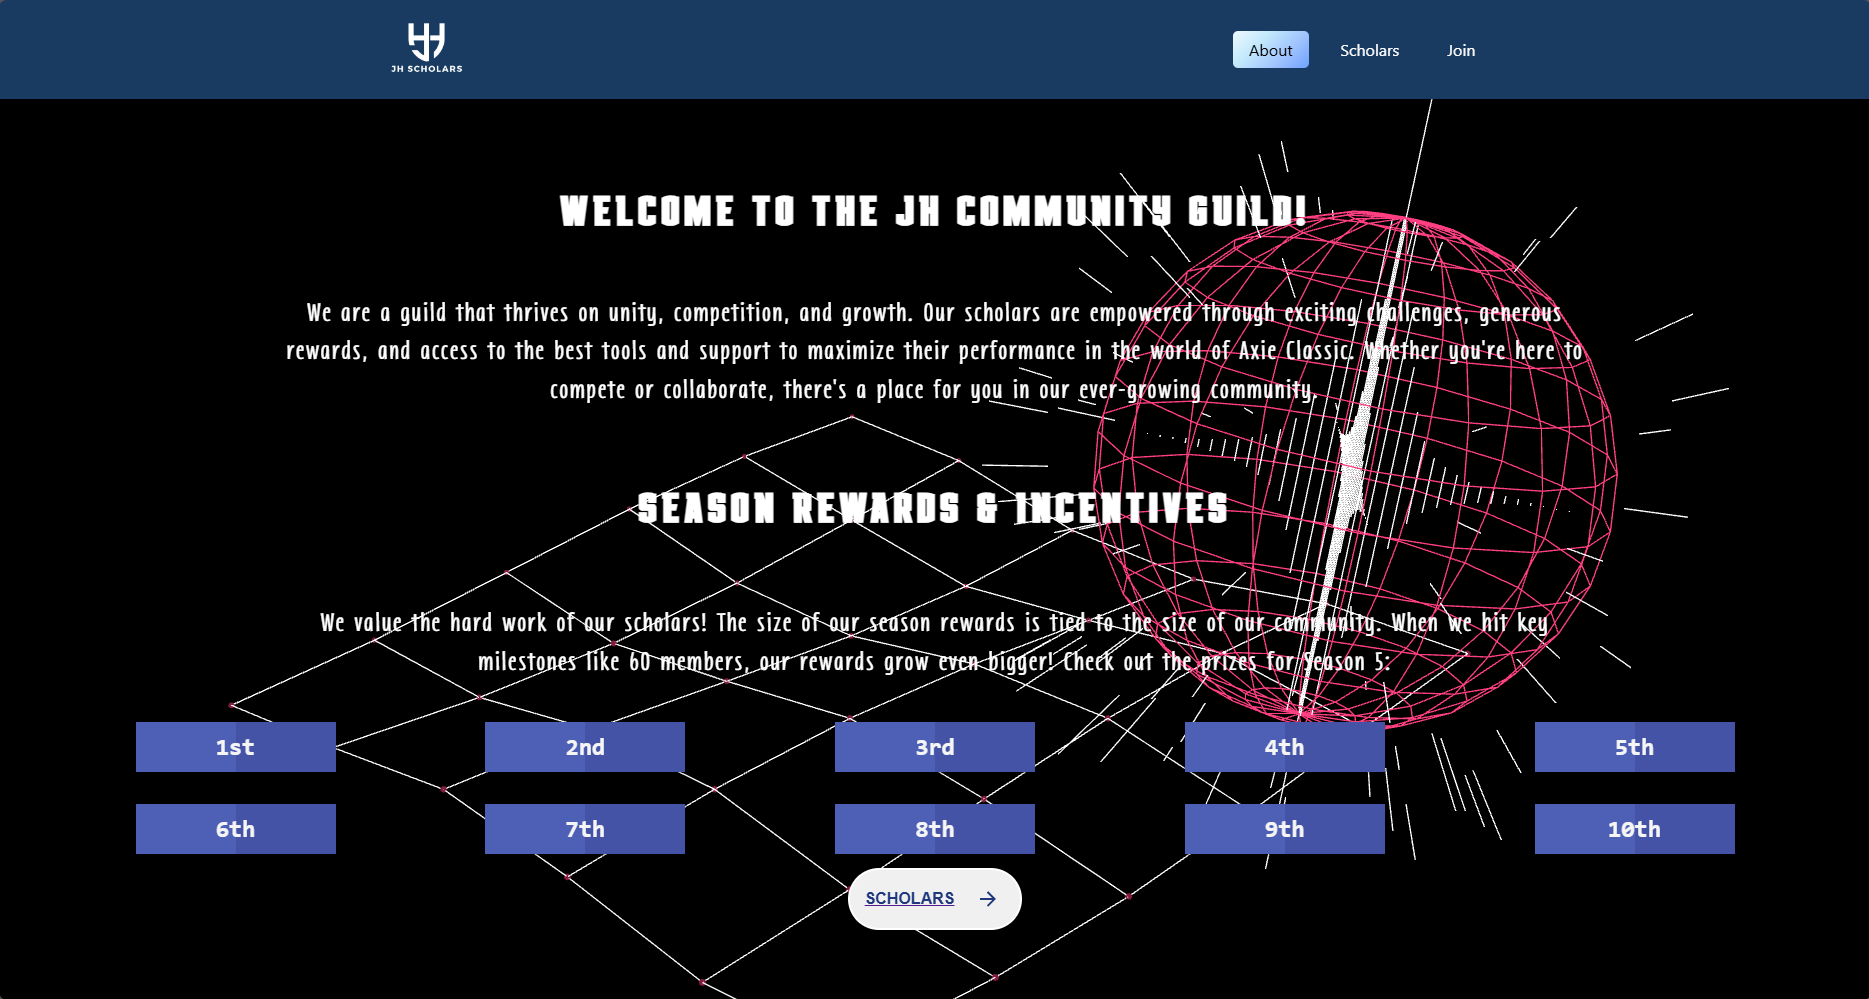 JH SCHOLARS
About
Scholars
Join
WELCOME TO THE JH COMMUNITY GUILD!
We are a guild that thrives on unity, competition, and growth. Our scholars are empowered through exciting challenges, generous
rewards, and access to the best tools and support to maximize their performance in the world of Axie Classic. Whether you're here to
compete or collaborate, there's a place for you in our ever-growing community.
SEASON REWARDS & INCENTIVES
We value the hard work of our scholars! The size of our season rewards is tied to the size of our community. When we hit key
milestones like 60 members, our rewards grow even bigger! Check out the prizes for Season 5:
1st
2nd
3rd
4th
5th
6th
7th
8th
9th
10th
SCHOLARS